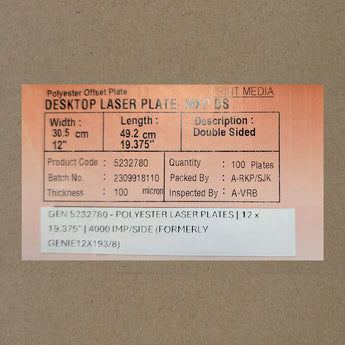 Polyester Offset Plate
PRINT MEDIA
DESKTOP LASER PLATE
Width : Length : Description :
30.5 cm 49.2 cm Double Sided
12" 19.375"
Product Code : 5232780 Quantity : 100 Plates
Batch No. : 2309918110 Packed By : A-RKP/SJK
Thickness : 100 micron Inspected By : A-VRB
GEN 5232780 - POLYESTER LASER PLATES | 12 x
19.375" | 4000 IMP/SIDE (FORMERLY
GENIE12X193/8)